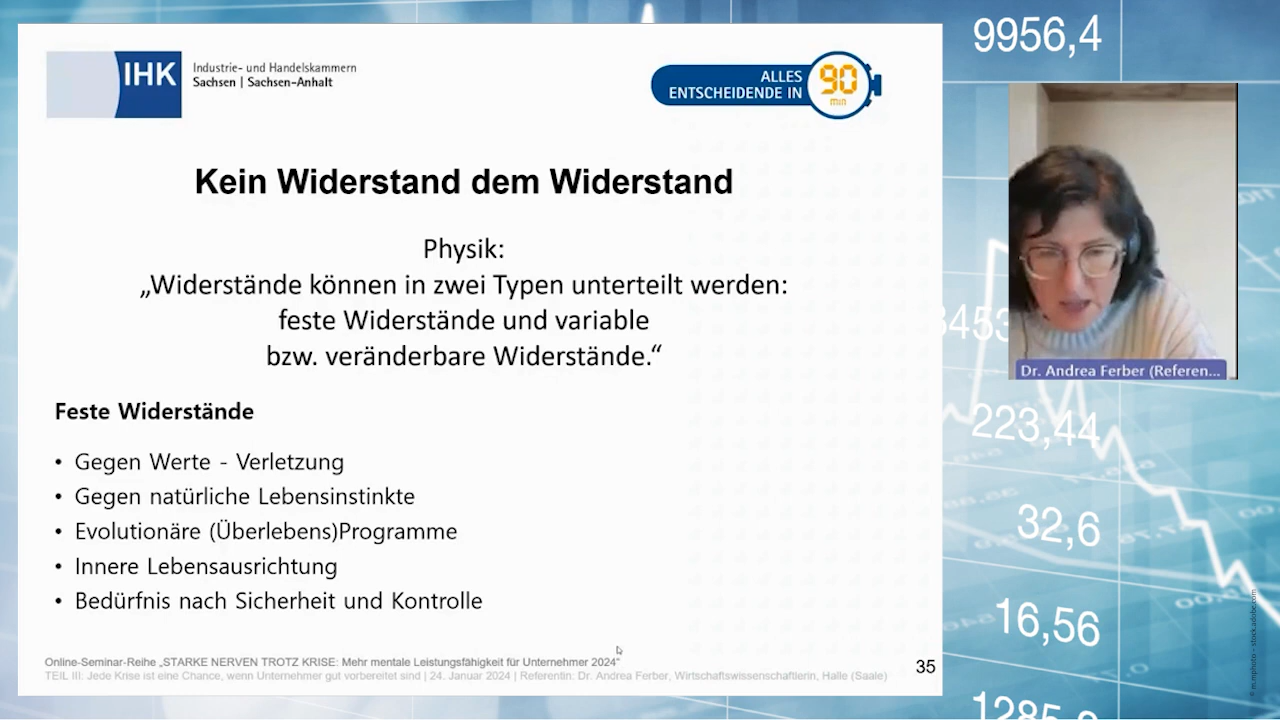 IHK
Industrie- und Handelskammern
Sachsen | Sachsen-Anhalt
ALLES
ENTSCHEIDENDE IN
90
min
Kein Widerstand dem Widerstand
Physik:
„Widerstände können in zwei Typen unterteilt werden:
feste Widerstände und variable
bzw. veränderbare Widerstände.“
Feste Widerstände
• Gegen Werte - Verletzung
• Gegen natürliche Lebensinstinkte
• Evolutionäre (Überlebens)Programme
• Innere Lebensausrichtung
• Bedürfnis nach Sicherheit und Kontrolle
Online-Seminar-Reihe „STARKE NERVEN TROTZ KRISE: Mehr mentale Leistungsfähigkeit für Unternehmer 2024“
TEIL III: Jede Krise ist eine Chance, wenn Unternehmer gut vorbereitet sind | 24. Januar 2024 | Referentin: Dr. Andrea Ferber, Wirtschaftswissenschaftlerin, Halle (Saale)
35
9956,4
Dr. Andrea Ferber (Referen...
223,44
32,6
16,56
© m.mphoto - stock.adobe.com